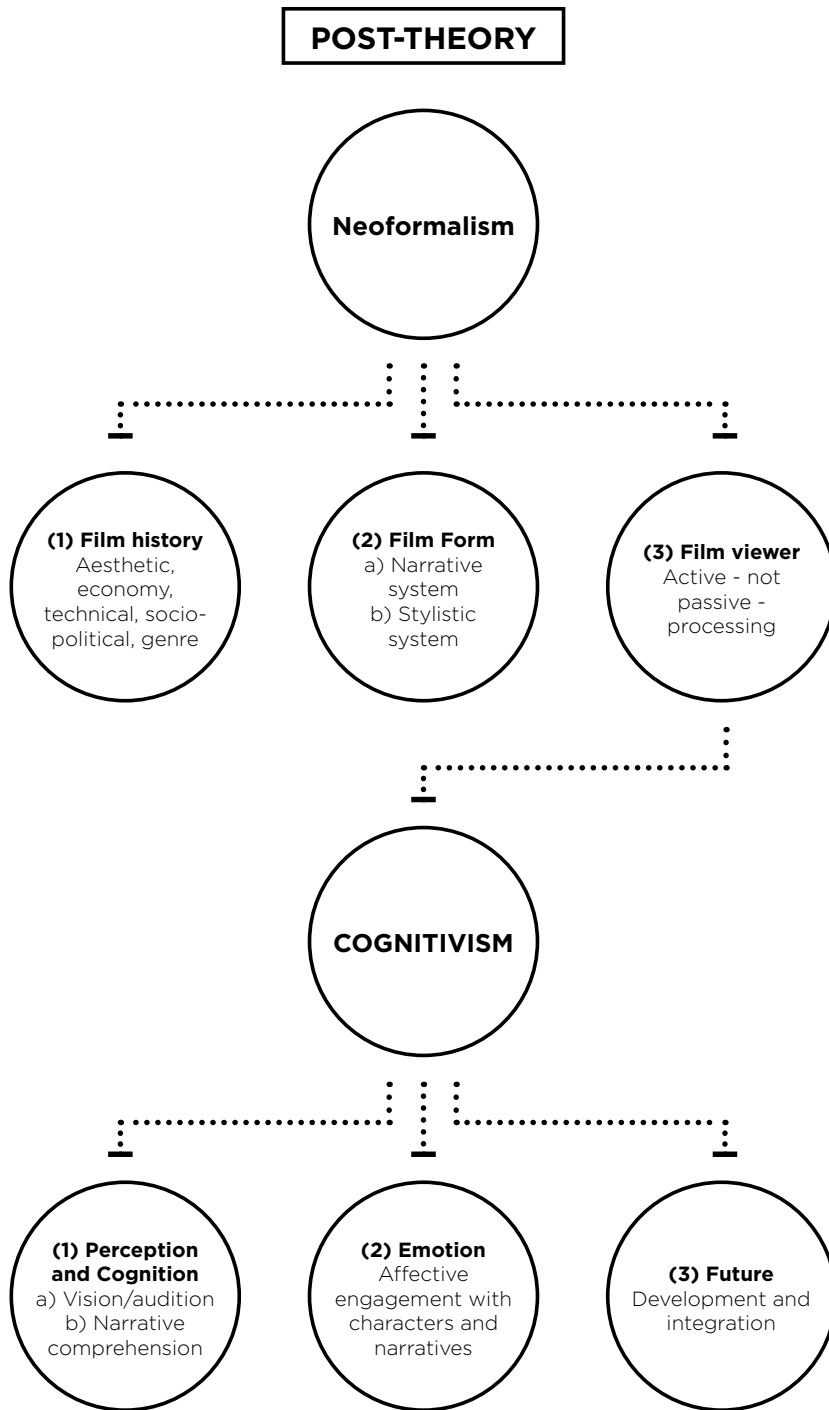 POST-THEORY
Neoformalism
(1) Film history
Aesthetic,
economy,
technical, socio-
political, genre
(2) Film Form
a) Narrative
system
b) Stylistic
system
(3) Film viewer
Active - not
passive -
processing
COGNITIVISM
(1) Perception
and Cognition
a) Vision/audition
b) Narrative
comprehension
(2) Emotion
Affective
engagement with
characters and
narratives
(3) Future
Development and
integration